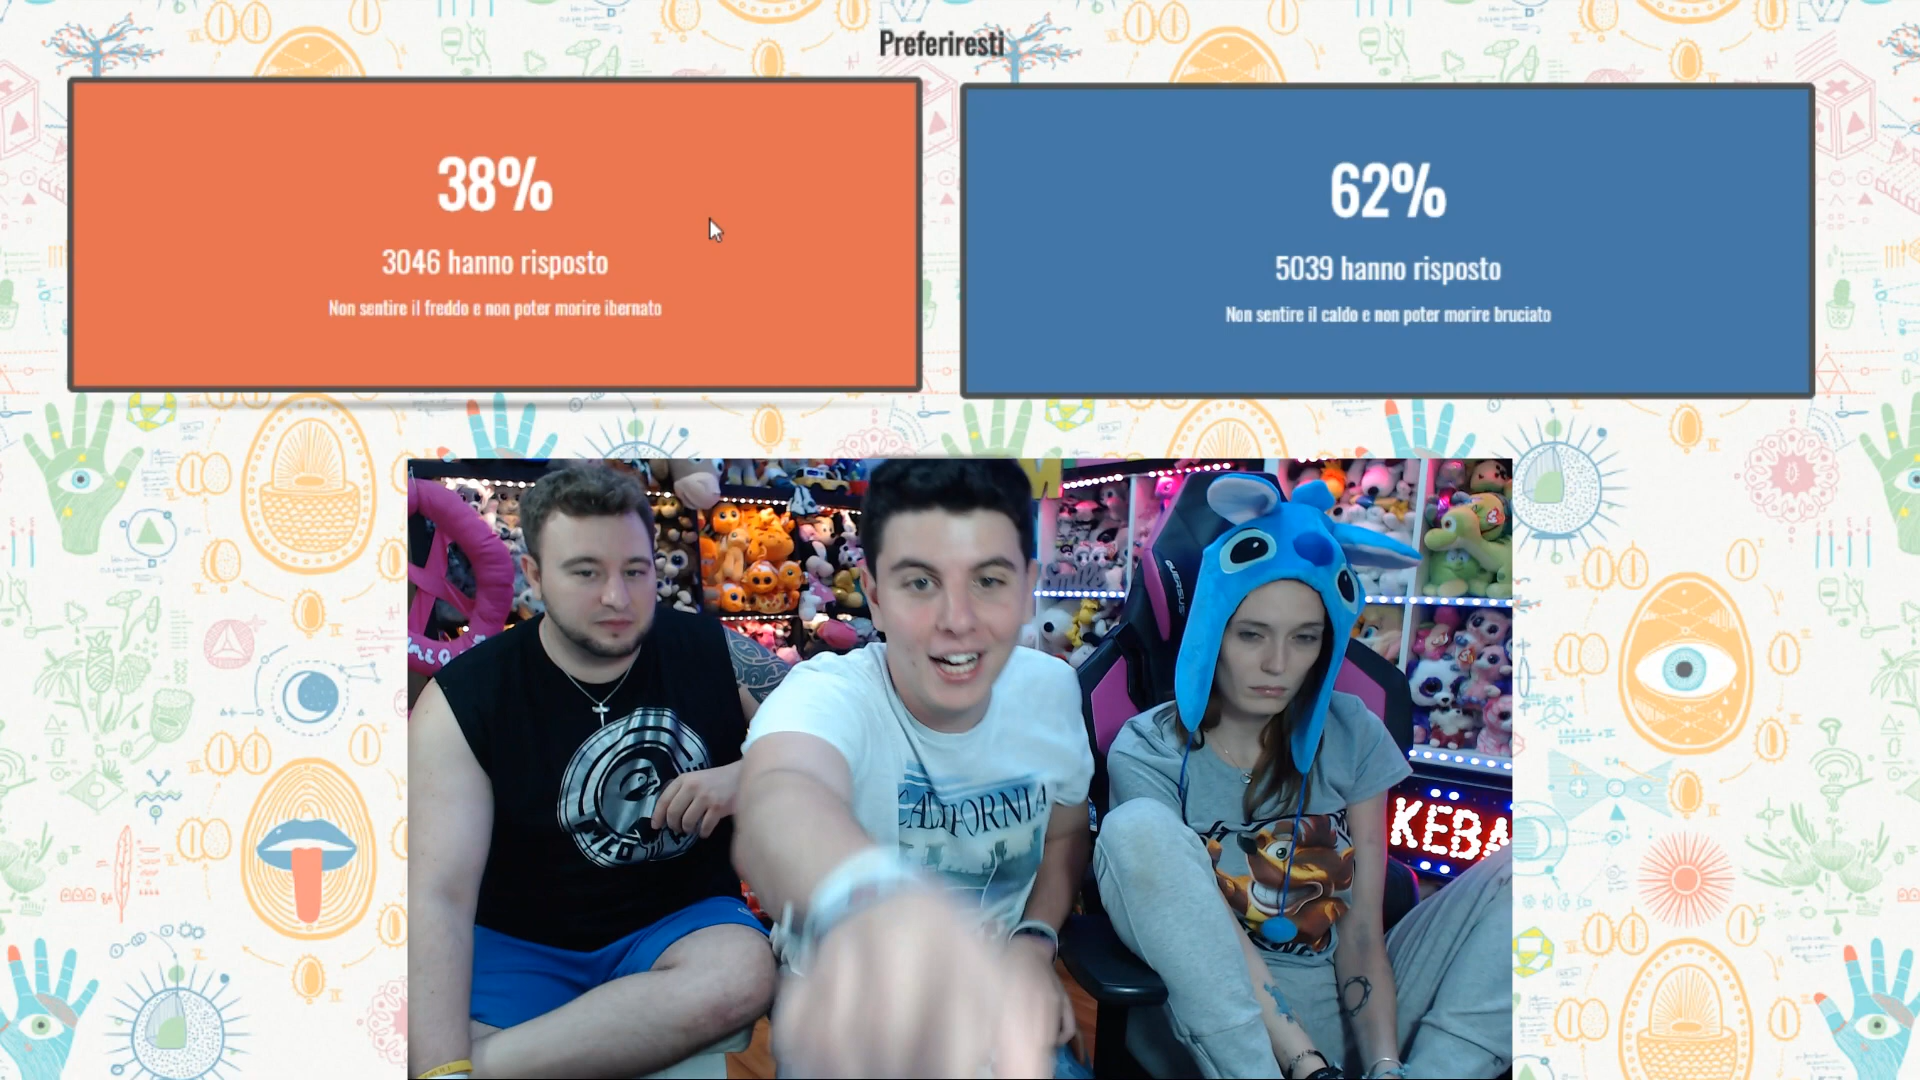 Preferiresti
38%
3046 hanno risposto
Non sentire il freddo e non poter morire ibernato
62%
5039 hanno risposto
Non sentire il caldo e non poter morire bruciato
CALIFORNIA
KEBA